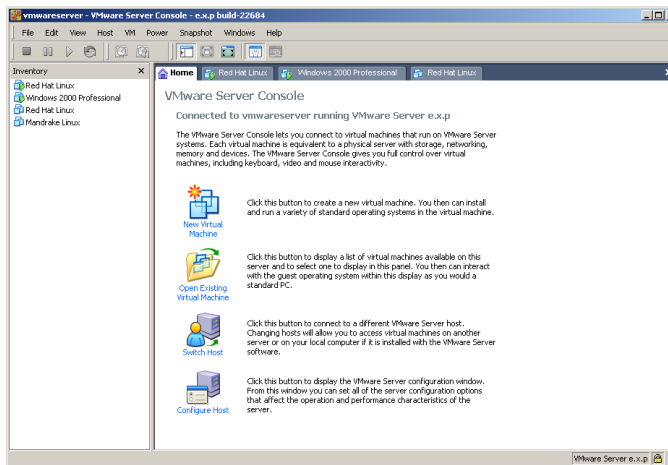 vmwareserver - VMware Server Console - e.x.p build-22684
File Edit View Host VM Power Snapshot Windows Help
Inventory
Red Hat Linux
Windows 2000 Professional
Red Hat Linux
Mandrake Linux
Home Red Hat Linux Windows 2000 Professional Red Hat Linux
VMware Server Console
Connected to vmwareserver running VMware Server e.x.p
The VMware Server Console lets you connect to virtual machines that run on VMware Server
systems. Each virtual machine is equivalent to a physical server with storage, networking,
memory and devices. The VMware Server Console gives you full control over virtual
machines, including keyboard, video and mouse interactivity.
New Virtual
Machine
Click this button to create a new virtual machine. You then can install
and run a variety of standard operating systems in the virtual machine.
Open Existing
Virtual Machine
Click this button to display a list of virtual machines available on this
server and to select one to display in this panel. You then can interact
with the guest operating system within this display as you would a
standard PC.
Switch Host
Click this button to connect to a different VMware Server host.
Changing hosts will allow you to access virtual machines on another
server or on your local computer if it is installed with the VMware Server
software.
Configure Host
Click this button to display the VMware Server configuration window.
From this window you can set all of the server configuration options
that affect the operation and performance characteristics of the
server.
VMware Server e.x.p